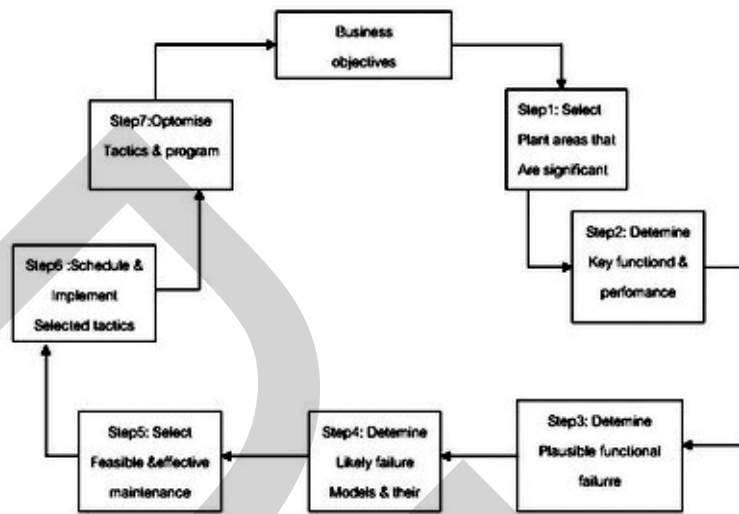 Business
objectives
Step1: Select
Plant areas that
Are significant
Step2: Detemine
Key functiond &
perfomance
Step3: Detemine
Plausible functional
failurre
Step4: Detemine
Likely failure
Models & their
Step5: Select
Feasible &effective
maintenance
Step6 :Schedule &
Implement
Selected tactics
Step7:Optomise
Tactics & program